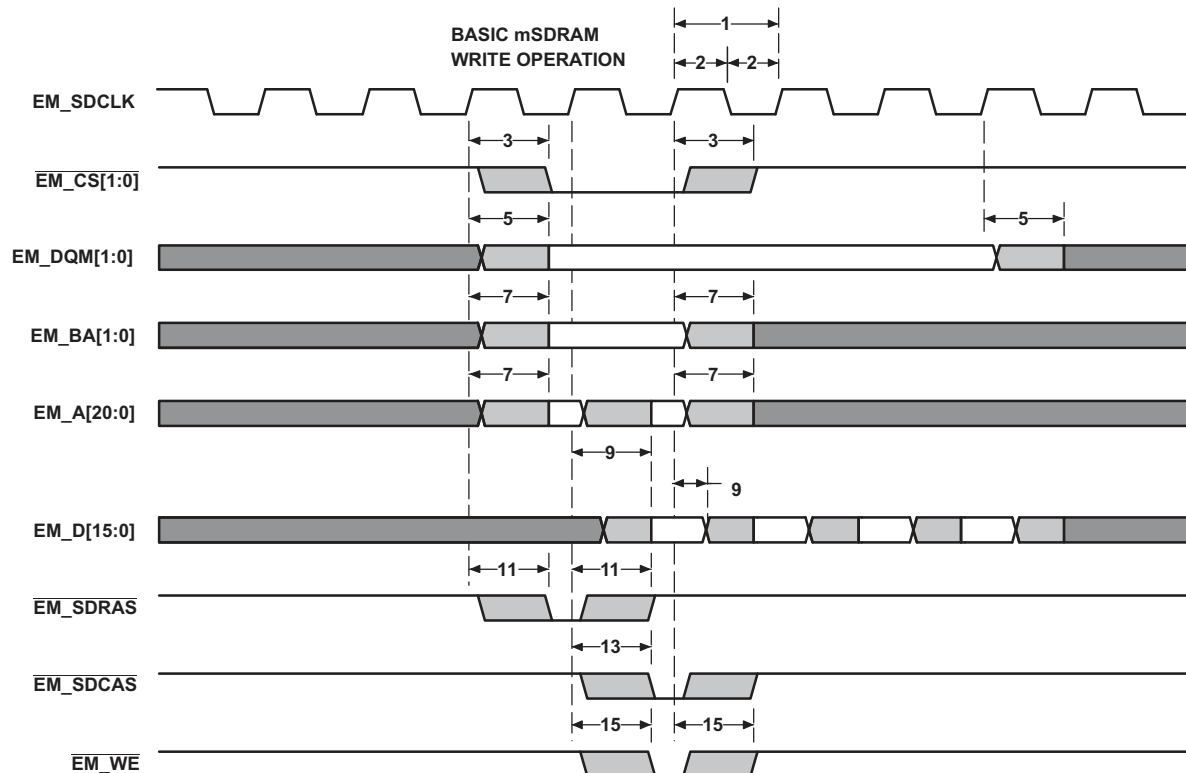 1
BASIC mSDRAM
WRITE OPERATION
2 2
EM_SDCLK
3 3
EM_CS[1:0]
5 5
EM_DQM[1:0]
7 7
EM_BA[1:0]
7 7
EM_A[20:0]
9
9
EM_D[15:0]
11 11
EM_SDRAS
13
EM_SDCAS
15 15
EM_WE